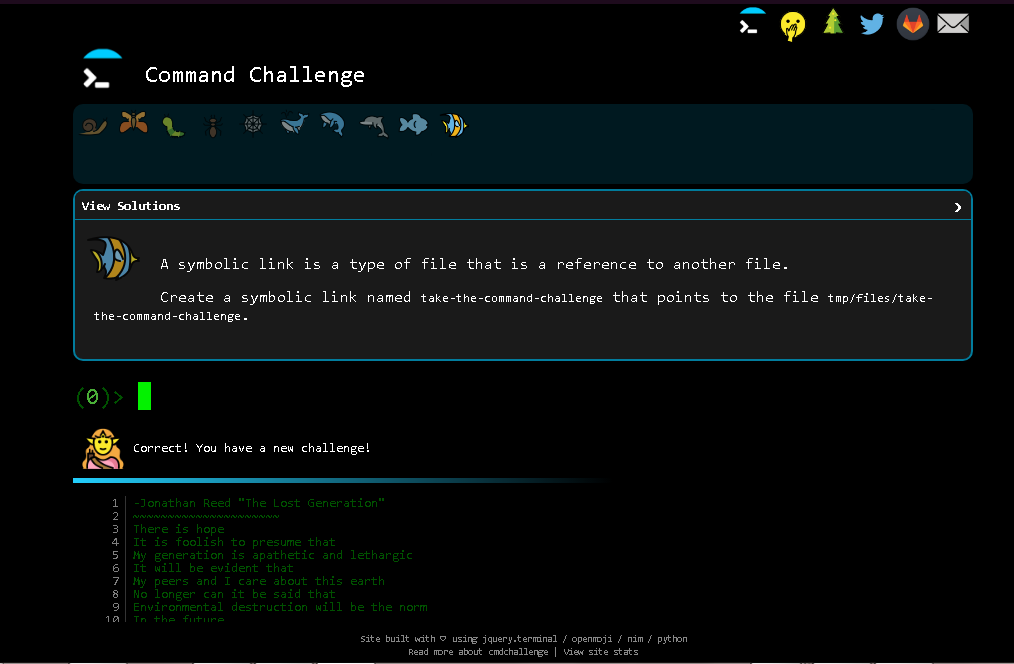 Command Challenge
View Solutions
A symbolic link is a type of file that is a reference to another file.
Create a symbolic link named take-the-command-challenge that points to the file tmp/files/take-
the-command-challenge.
(0)>
Correct! You have a new challenge!
1 -Jonathan Reed "The Lost Generation"
2 ~~~~~~~~~~~~~~~~~~~~~
3 There is hope
4 It is foolish to presume that
5 My generation is apathetic and lethargic
6 It will be evident that
7 My peers and I care about this earth
8 No longer can it be said that
9 Environmental destruction will be the norm
10 In the future
Site built with ♡ using jquery.terminal / openmoji / nim / python
Read more about cmdchallenge | View site stats